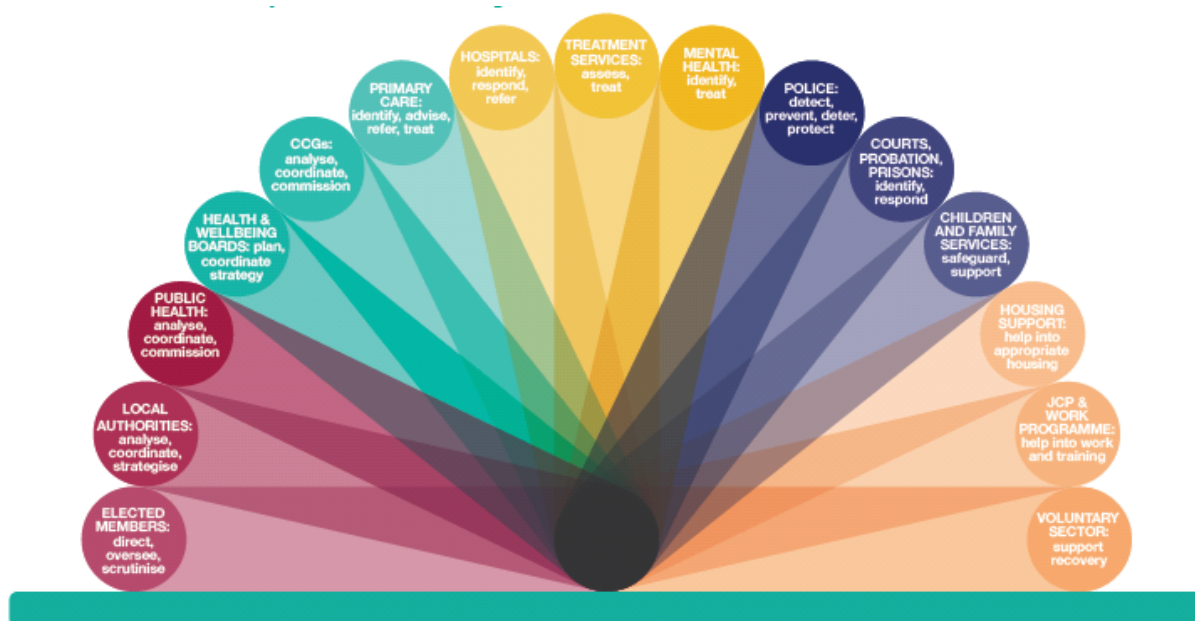 ELECTED
MEMBERS:
direct,
oversee,
scrutinise
LOCAL
AUTHORITIES:
analyse,
coordinate,
strategise
PUBLIC
HEALTH:
analyse,
coordinate,
commission
HEALTH &
WELLBEING
BOARDS: plan,
coordinate
strategy
CCGs:
analyse,
coordinate,
commission
PRIMARY
CARE:
identify, advise,
refer, treat
HOSPITALS:
identify,
respond,
refer
TREATMENT
SERVICES:
assess,
treat
MENTAL
HEALTH:
identify,
treat
POLICE:
detect,
prevent, deter,
protect
COURTS,
PROBATION,
PRISONS:
identify,
respond
CHILDREN
AND FAMILY
SERVICES:
safeguard,
support
HOUSING
SUPPORT:
help into
appropriate
housing
JCP &
WORK
PROGRAMME:
help into work
and training
VOLUNTARY
SECTOR:
support
recovery